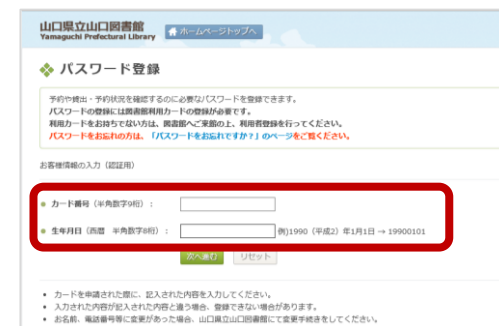 山口県立山口図書館
Yamaguchi Prefectural Library
ホームページトップへ
パスワード登録
予約や貸出・予約状況を確認するのに必要なパスワードを登録できます。
パスワードの登録には図書館利用カードの登録が必要です。
利用カードをお持ちでない方は、図書館へご来館の上、利用者登録を行ってください。
パスワードをお忘れの方は、「パスワードをお忘れですか?」のページをご覧ください。
お客様情報の入力(認証用)
カード番号(半角数字9桁):
生年月日(西暦 半角数字8桁): 例)1990(平成2)年1月1日 → 19900101
次へ進む リセット
• カードを申請された際に、記入された内容を入力してください。
• 入力された内容が記入された内容と違う場合、登録できない場合があります。
• お名前、電話番号等に変更があった場合、山口県立山口図書館にて変更手続きをしてください。